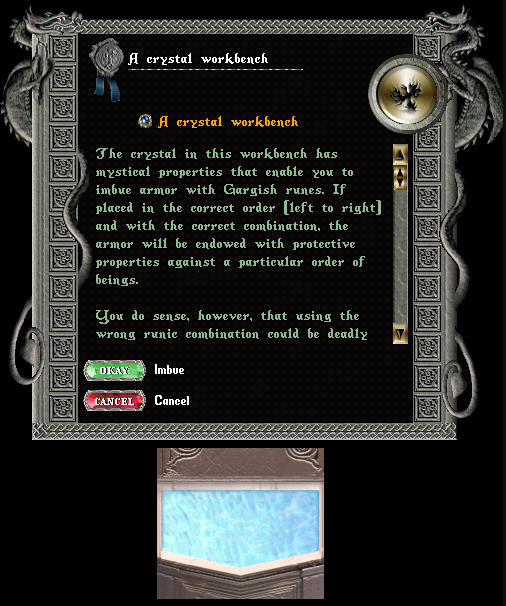 A crystal workbench
A crystal workbench
The crystal in this workbench has
mystical properties that enable you to
imbue armor with Gargish runes. If
placed in the correct order (left to right)
and with the correct combination, the
armor will be endowed with protective
properties against a particular order of
beings.
You do sense, however, that using the
wrong runic combination could be deadly
OKAY Imbue
CANCEL Cancel